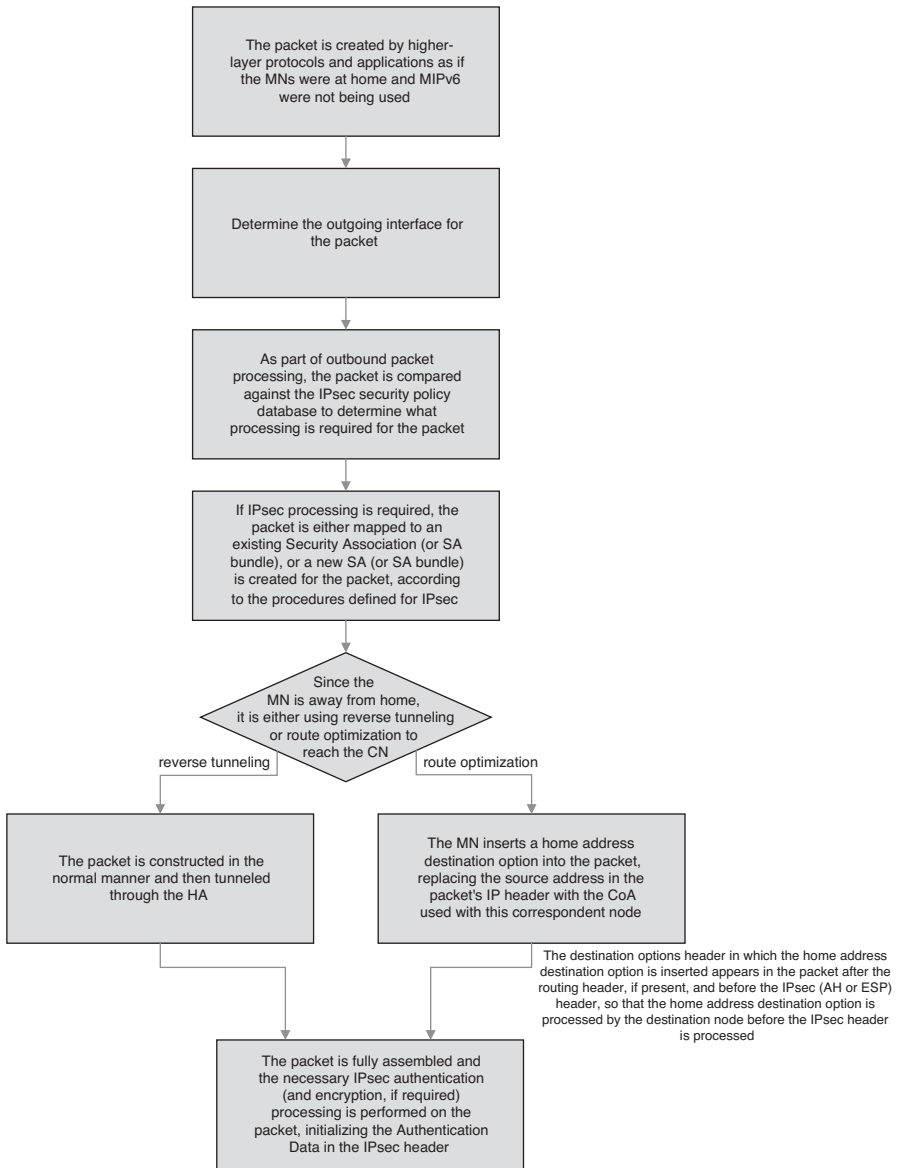 The packet is created by higher-
layer protocols and applications as if
the MNs were at home and MIPv6
were not being used
Determine the outgoing interface for
the packet
As part of outbound packet
processing, the packet is compared
against the IPsec security policy
database to determine what
processing is required for the packet
If IPsec processing is required, the
packet is either mapped to an
existing Security Association (or SA
bundle), or a new SA (or SA bundle)
is created for the packet, according
to the procedures defined for IPsec
Since the
MN is away from home,
it is either using reverse tunneling
or route optimization to
reach the CN
reverse tunneling
route optimization
The packet is constructed in the
normal manner and then tunneled
through the HA
The MN inserts a home address
destination option into the packet,
replacing the source address in the
packet's IP header with the CoA
used with this correspondent node
The destination options header in which the home address
destination option is inserted appears in the packet after the
routing header, if present, and before the IPsec (AH or ESP)
header, so that the home address destination option is
processed by the destination node before the IPsec header
is processed
The packet is fully assembled and
the necessary IPsec authentication
(and encryption, if required)
processing is performed on the
packet, initializing the Authentication
Data in the IPsec header